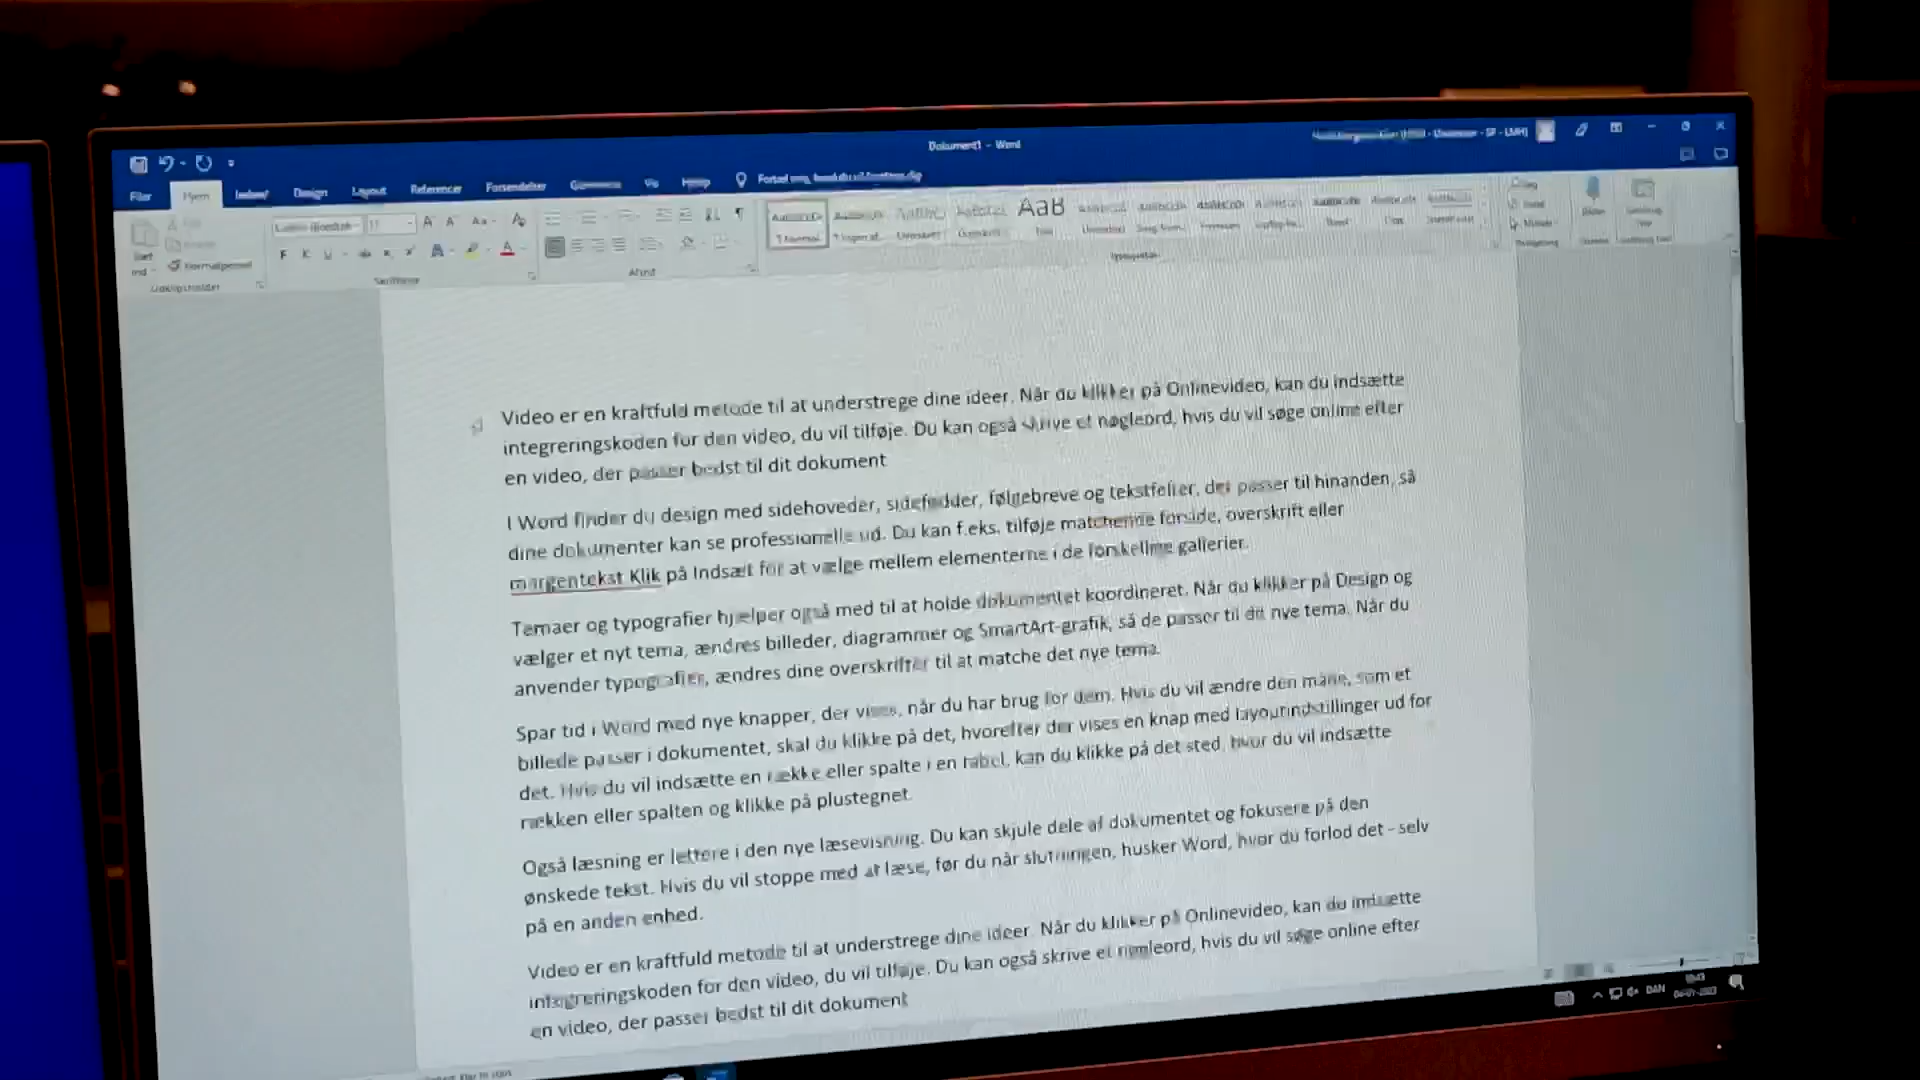 Dokument1 - Word
Filer Hjem Indsæt Design Layout Referencer Forsendelser Vis Hjælp
Normal
Udklipsholder
Afsnit
AaB
Video er en kraftfuld metode til at understrege dine ideer. Når du klikker på Onlinevideo, kan du indsætte
integreringskoden for den video, du vil tilføje. Du kan også skrive et nøgleord, hvis du vil søge online efter
en video, der passer bedst til dit dokument
I Word finder du design med sidehoveder, sidefødder, følgebreve og tekstfelter, der passer til hinanden, så
dine dokumenter kan se professionelle ud. Du kan f.eks. tilføje matchende forside, overskrift eller
margentekst Klik på Indsæt for at vælge mellem elementerne i de forskellige gallerier.
Temaer og typografier hjælper også med til at holde dokumentet koordineret. Når du klikker på Design og
vælger et nyt tema, ændres billeder, diagrammer og SmartArt-grafik, så de passer til dit nye tema. Når du
anvender typografier, ændres dine overskrifter til at matche det nye tema.
Spar tid i Word med nye knapper, der vises, når du har brug for dem. Hvis du vil ændre den måde, som et
billede passer i dokumentet, skal du klikke på det, hvorefter der vises en knap med layoutindstillinger ud for
det. Hvis du vil indsætte en række eller spalte i en tabel, kan du klikke på det sted, hvor du vil indsætte
rækken eller spalten og klikke på plustegnet.
Også læsning er lettere i den nye læsevisning. Du kan skjule dele af dokumentet og fokusere på den
ønskede tekst. Hvis du vil stoppe med at læse, før du når slutningen, husker Word, hvor du forlod det - selv
på en anden enhed.
Video er en kraftfuld metode til at understrege dine ideer. Når du klikker på Onlinevideo, kan du indsætte
integreringskoden for den video, du vil tilføje. Du kan også skrive et nøgleord, hvis du vil søge online efter
en video, der passer bedst til dit dokument
DAN